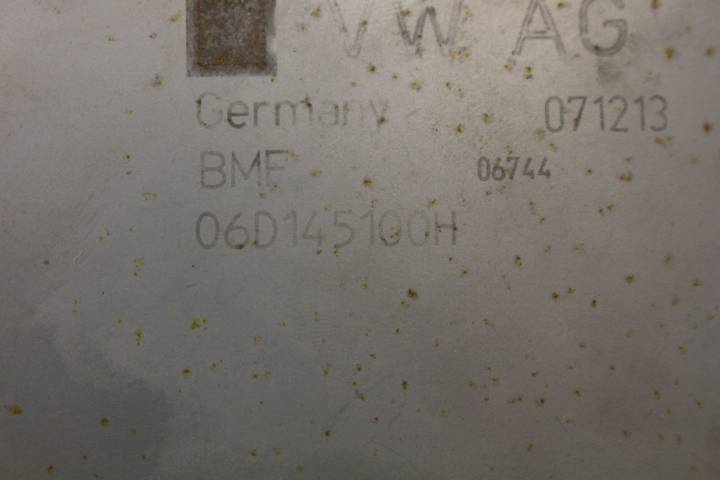 VW AG
Germany 071213
BMF 06744
06D145100H